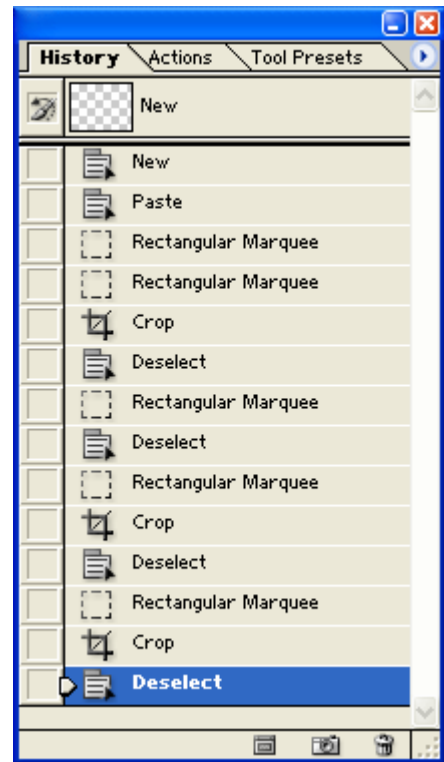 History Actions Tool Presets
New
New
Paste
Rectangular Marquee
Rectangular Marquee
Crop
Deselect
Rectangular Marquee
Deselect
Rectangular Marquee
Crop
Deselect
Rectangular Marquee
Crop
Deselect